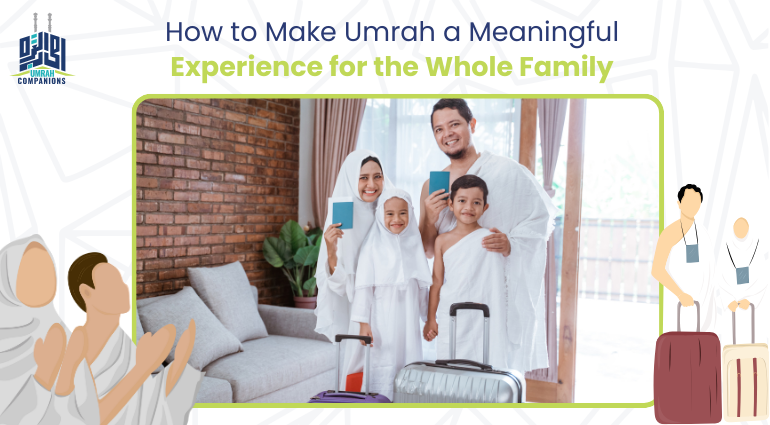 How to Make Umrah a Meaningful
Experience for the Whole Family
UMRAH
COMPANIONS